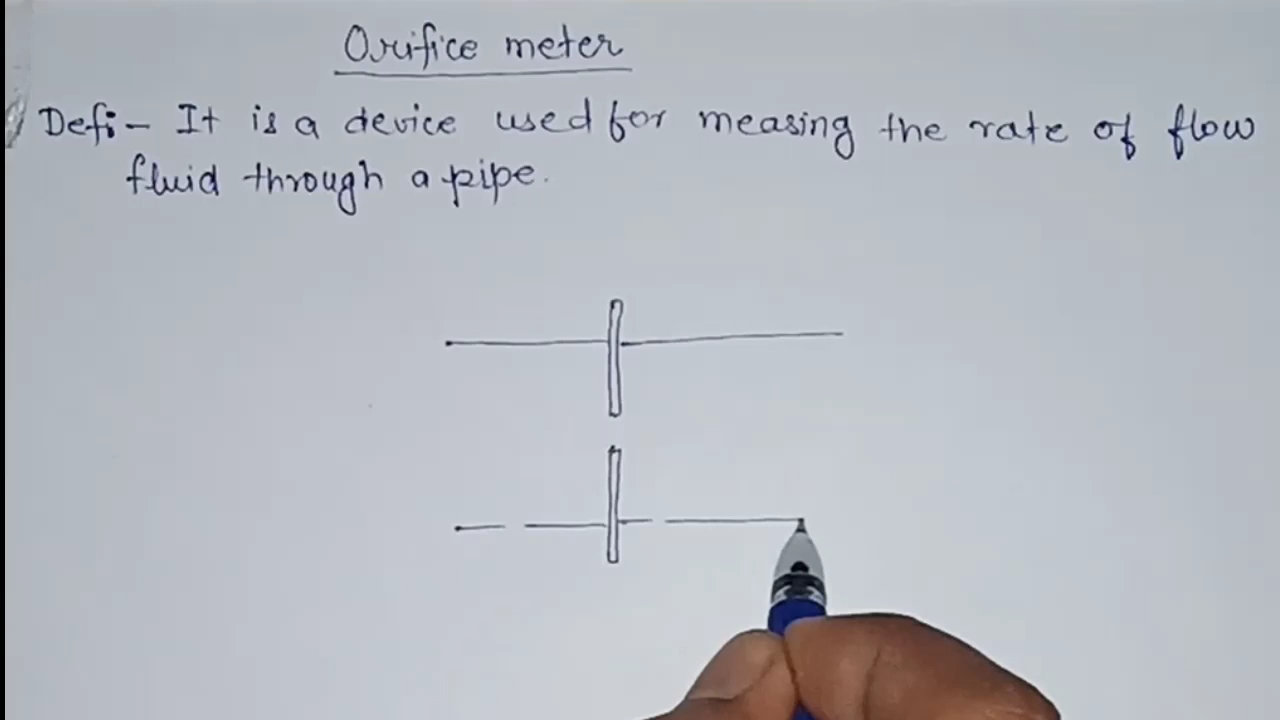 Orifice meter
Defi:- It is a device used for measing the rate of flow
fluid through a pipe.